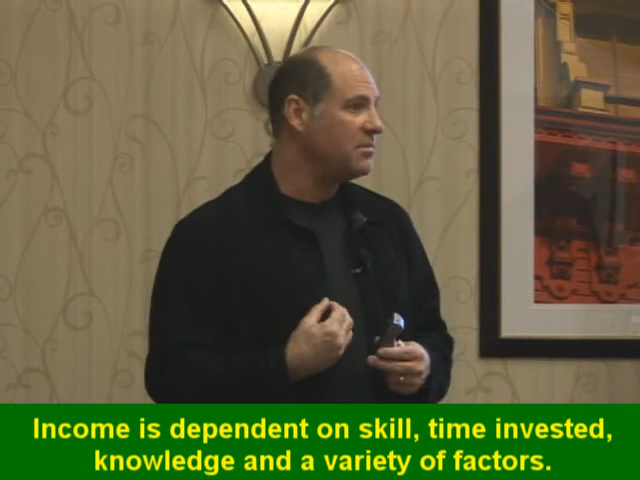 Income is dependent on skill, time invested,
knowledge and a variety of factors.